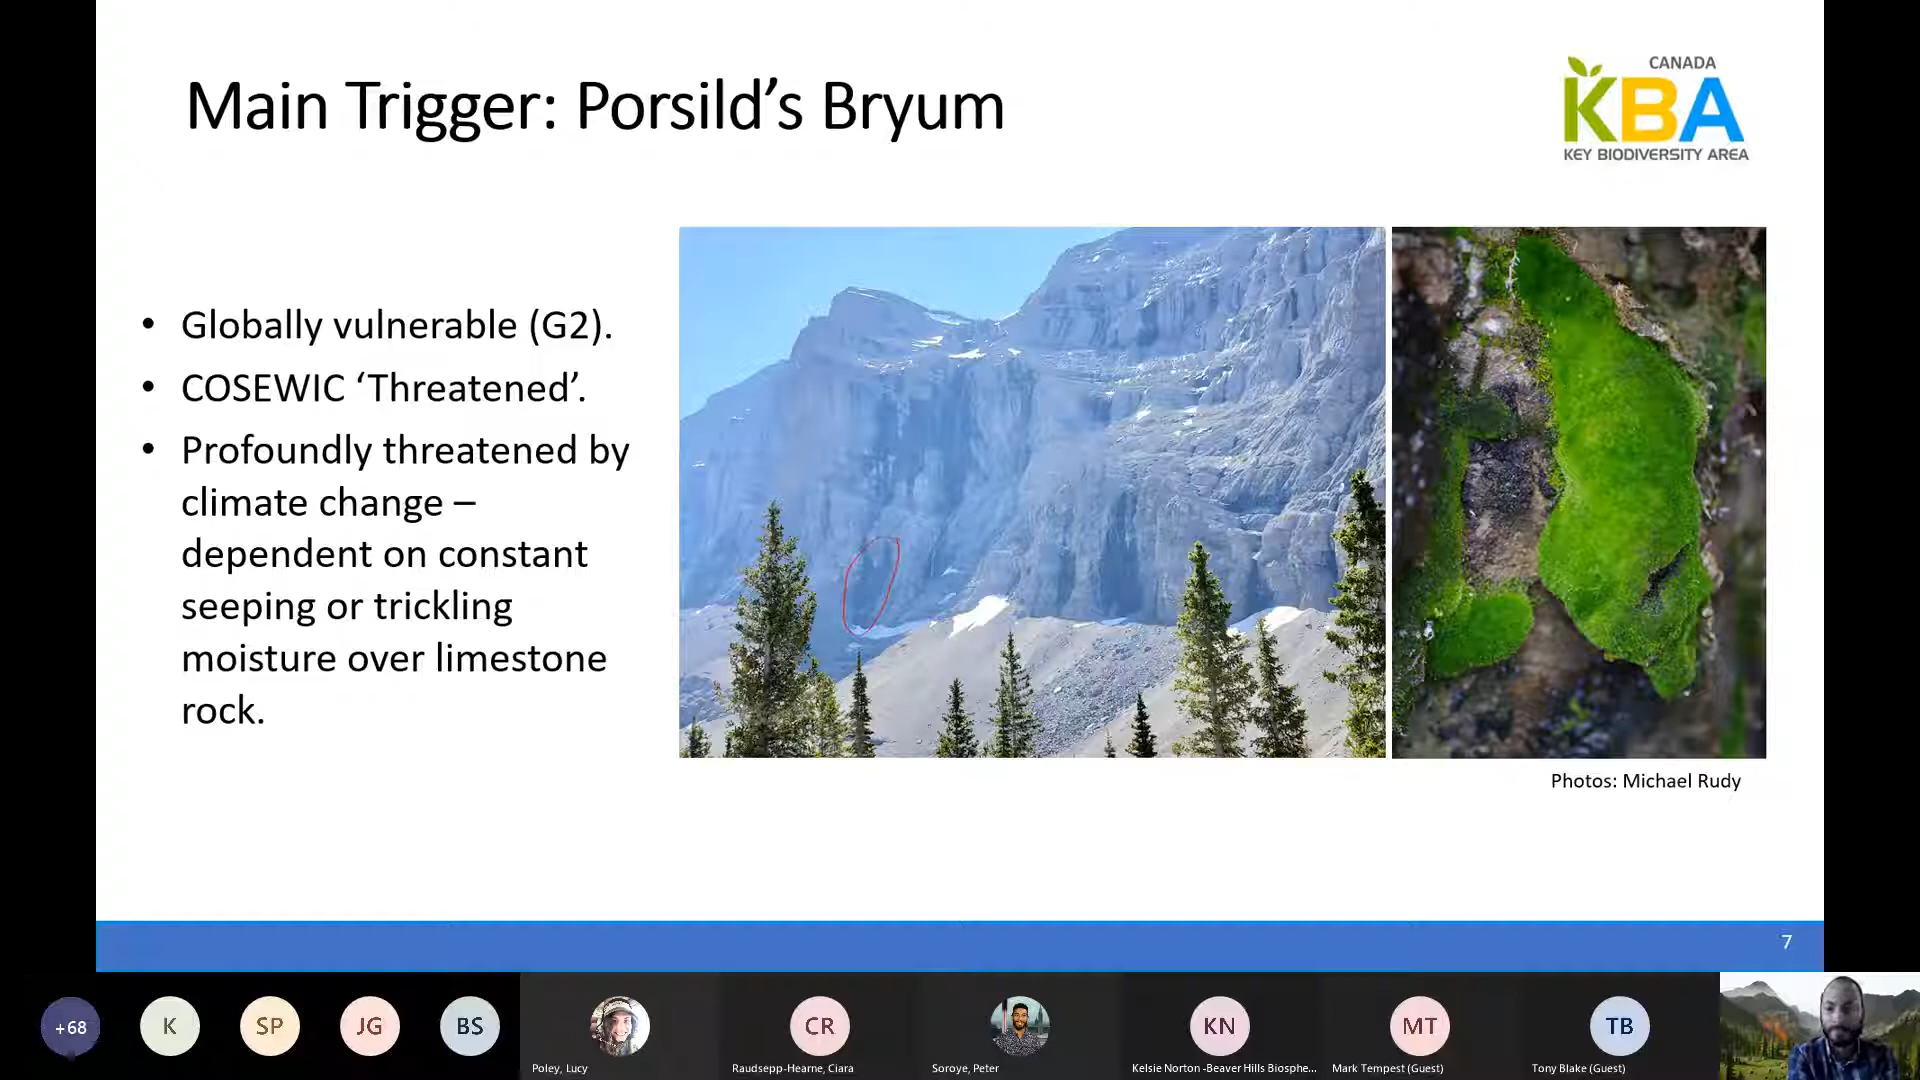 Main Trigger: Porsild's Bryum
CANADA
KBA
KEY BIODIVERSITY AREA
• Globally vulnerable (G2).
• COSEWIC ‘Threatened’.
• Profoundly threatened by
climate change –
dependent on constant
seeping or trickling
moisture over limestone
rock.
Photos: Michael Rudy
7
+68
K
SP
JG
BS
CR
KN
MT
TB
Poley, Lucy
Raudsepp-Hearne, Ciara
Soroye, Peter
Kelsie Norton -Beaver Hills Biosphe...
Mark Tempest (Guest)
Tony Blake (Guest)